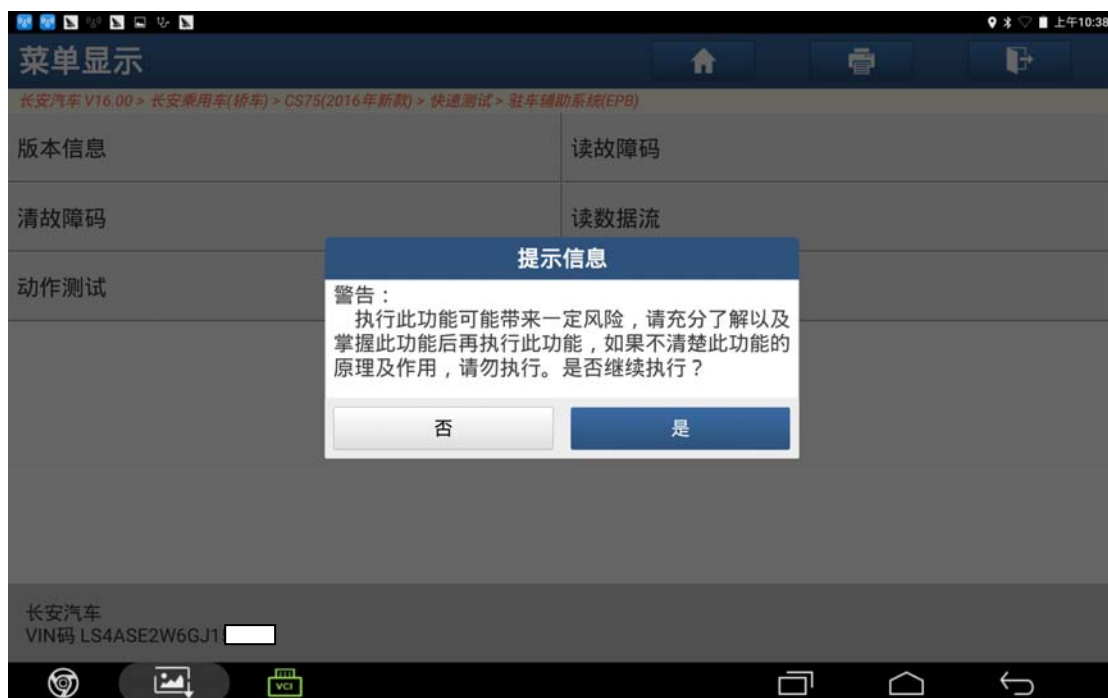 上午10:38
菜单显示
长安汽车 V16.00 > 长安乘用车(轿车) > CS75(2016年新款) > 快速测试 > 驻车辅助系统(EPB)
版本信息
读故障码
清故障码
读数据流
动作测试
提示信息
警告：
执行此功能可能带来一定风险，请充分了解以及
掌握此功能后再执行此功能，如果不清楚此功能的
原理及作用，请勿执行。是否继续执行？
否
是
长安汽车
VIN码 LS4ASE2W6GJ1
VCI